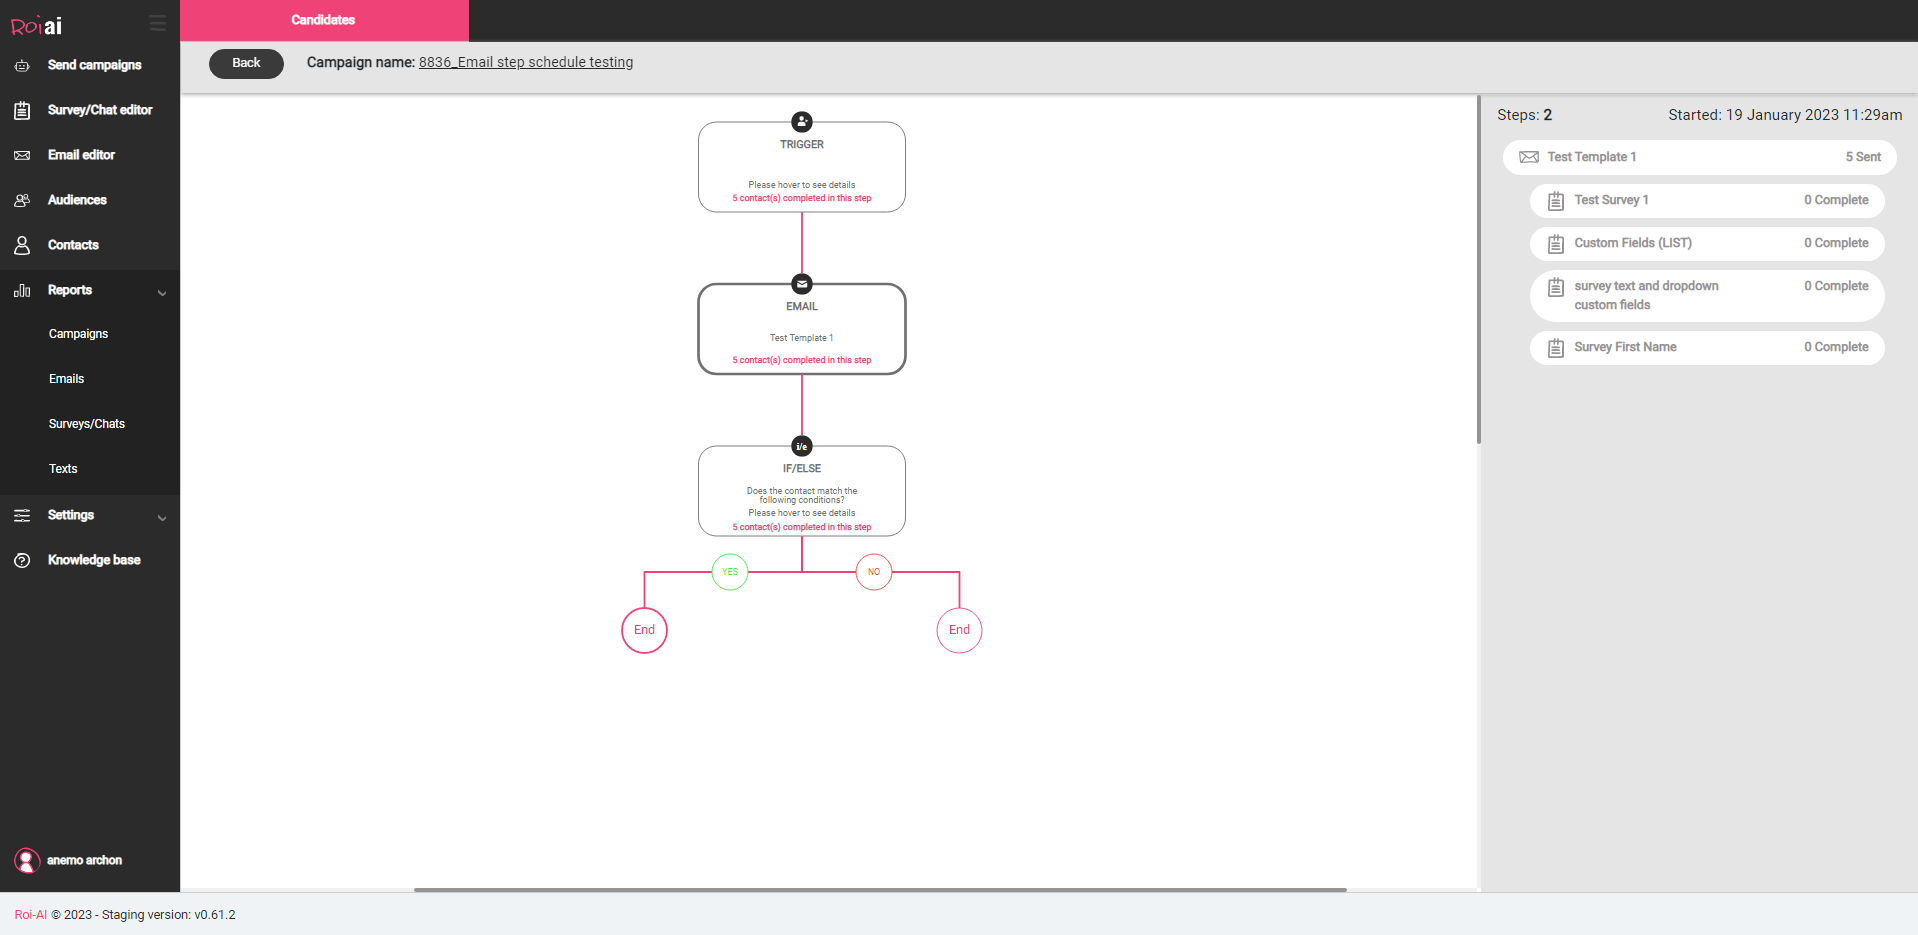 Roi ai
Candidates
Send campaigns
Survey/Chat editor
Email editor
Audiences
Contacts
Reports
Campaigns
Emails
Surveys/Chats
Texts
Settings
Knowledge base
anemo archon
Back
Campaign name: 8836_Email step schedule testing
TRIGGER
Please hover to see details
5 contact(s) completed in this step
EMAIL
Test Template 1
5 contact(s) completed in this step
i/e
IF/ELSE
Does the contact match the
following conditions?
Please hover to see details
5 contact(s) completed in this step
YES
NO
End
End
Steps: 2
Started: 19 January 2023 11:29am
Test Template 1
5 Sent
Test Survey 1
0 Complete
Custom Fields (LIST)
0 Complete
survey text and dropdown
custom fields
0 Complete
Survey First Name
0 Complete
Roi-AI © 2023 - Staging version: v0.61.2